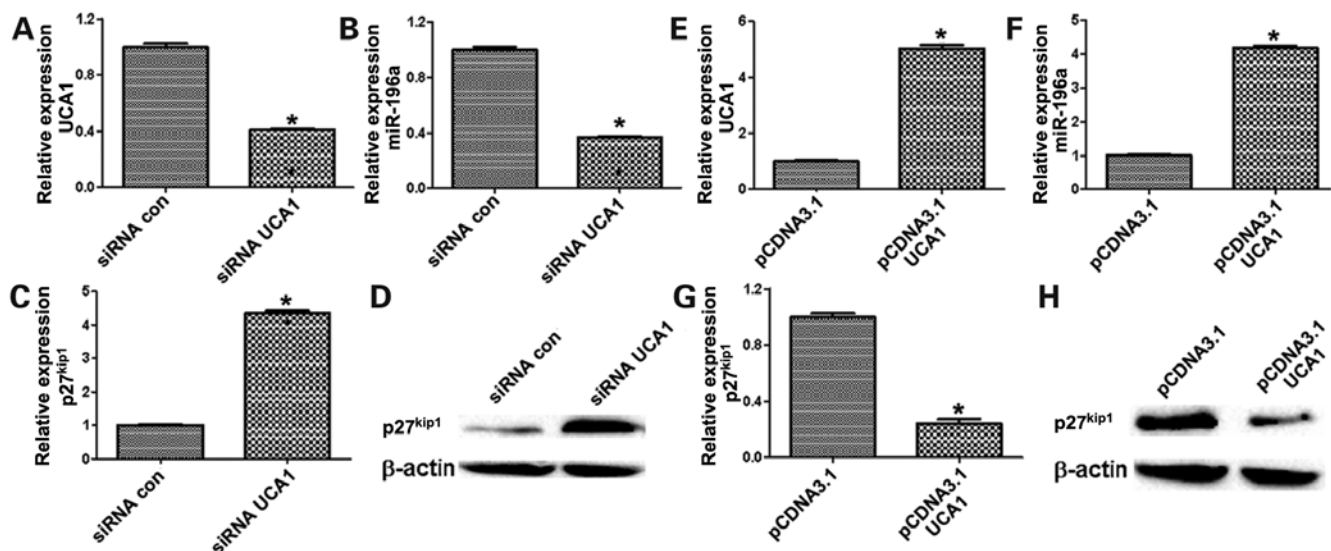 A
Relative expression
UCA1
1.2
0.8
0.4
0.0
*
siRNA con
siRNA UCA1
B
Relative expression
miR-196a
1.2
0.8
0.4
0.0
*
siRNA con
siRNA UCA1
E
Relative expression
UCA1
6
4
2
0
*
pCDNA3.1
pCDNA3.1
UCA1
F
Relative expression
miR-196a
5
4
3
2
1
0
*
pCDNA3.1
pCDNA3.1
UCA1
C
Relative expression
p27kip1
5
4
3
2
1
0
*
siRNA con
siRNA UCA1
D
siRNA con
siRNA UCA1
p27kip1
β-actin
G
Relative expression
p27kip1
1.2
0.8
0.4
0.0
*
pCDNA3.1
pCDNA3.1
UCA1
H
pCDNA3.1
pCDNA3.1
UCA1
p27kip1
β-actin